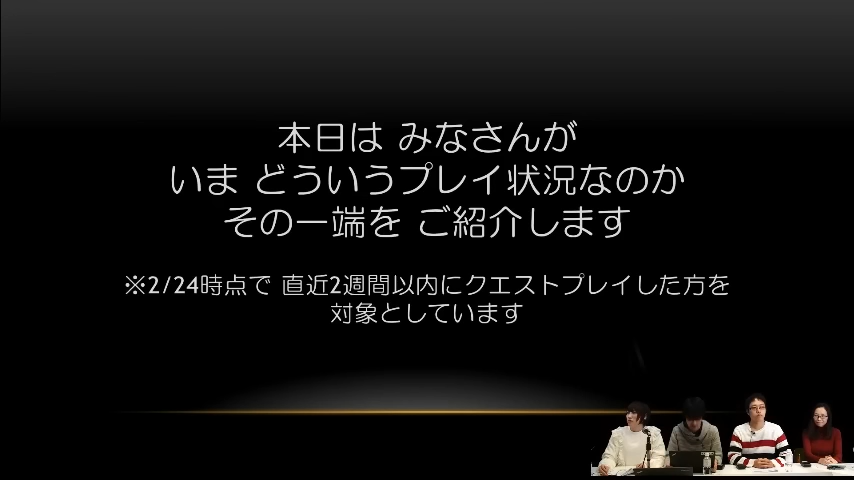 本日は みなさんが
いま どういうプレイ状況なのか
その一端を ご紹介します
※2/24時点で 直近2週間以内にクエストプレイした方を
対象としています